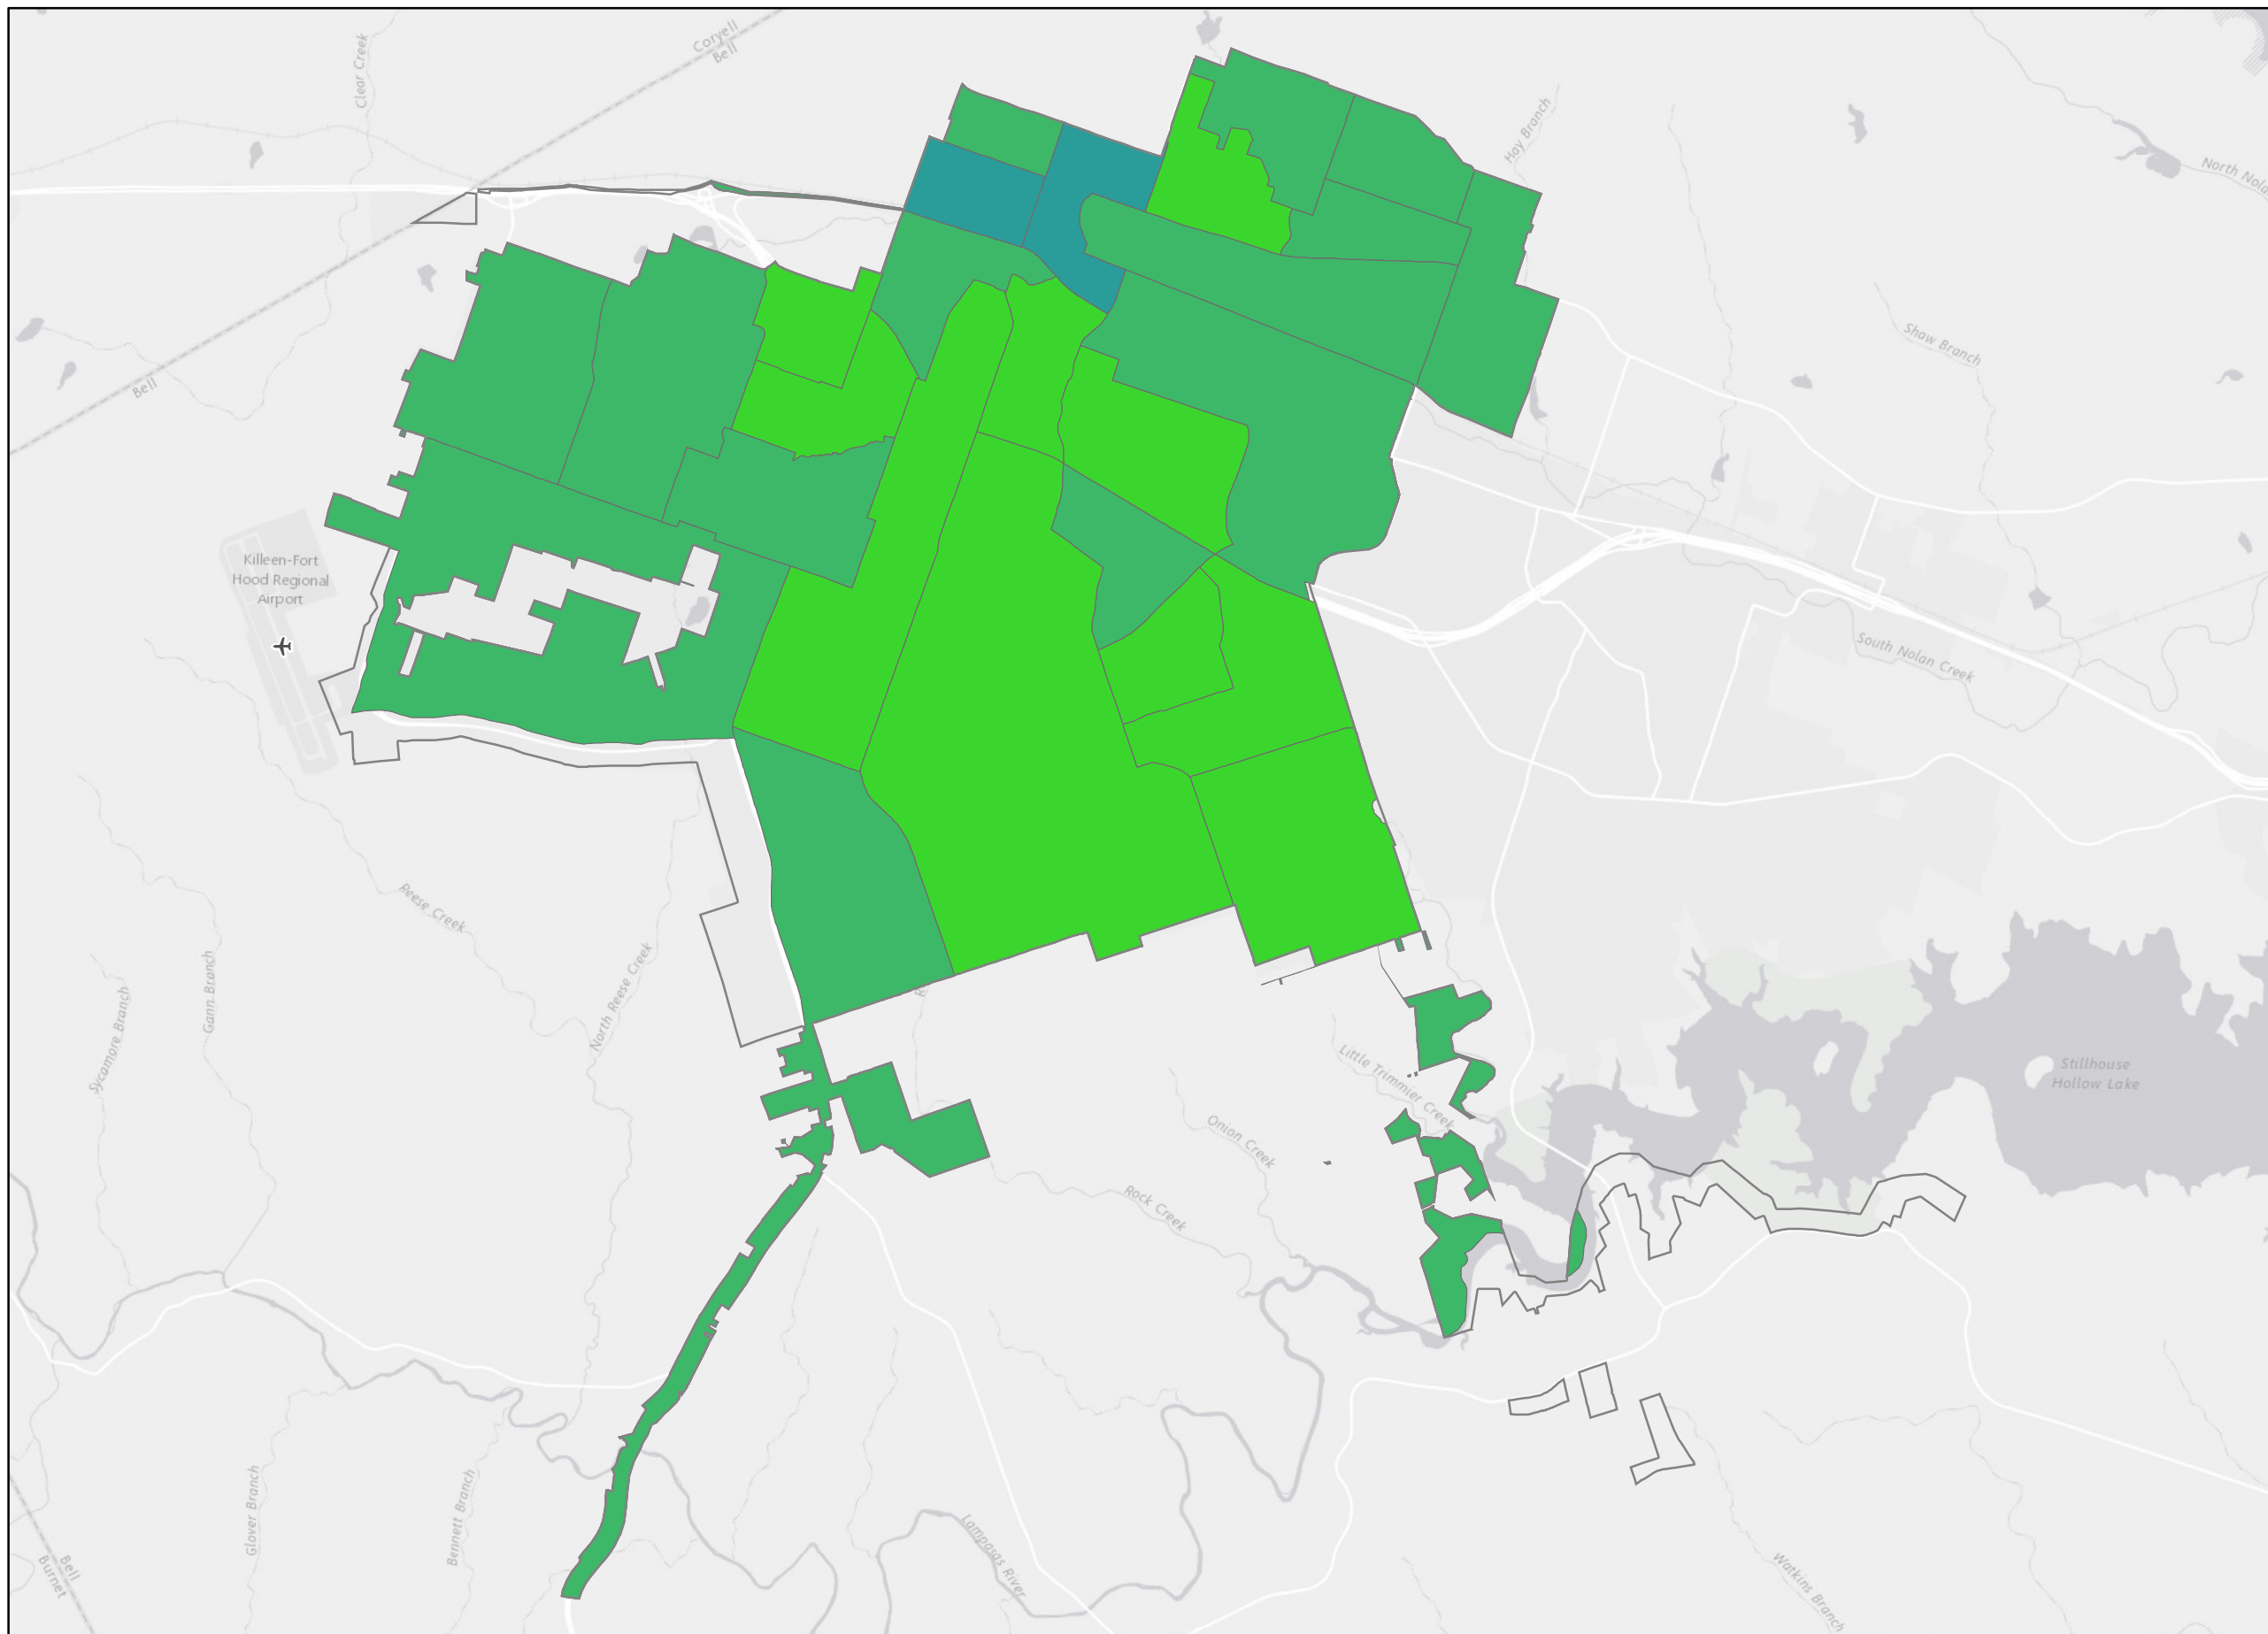 Coryell
Bell
Clear Creek
Hay Branch
North Nola
Shaw Branch
Bell
Killeen-Fort
Hood Regional
Airport
South Nolan Creek
Reese Creek
Gann Branch
North Reese Creek
Sycamore Branch
Little Trimmier Creek
Stillhouse
Hollow Lake
Onion Creek
Rock Creek
Glover Branch
Bennett Branch
Lampasas River
Bell
Burnet
Watkins Branch